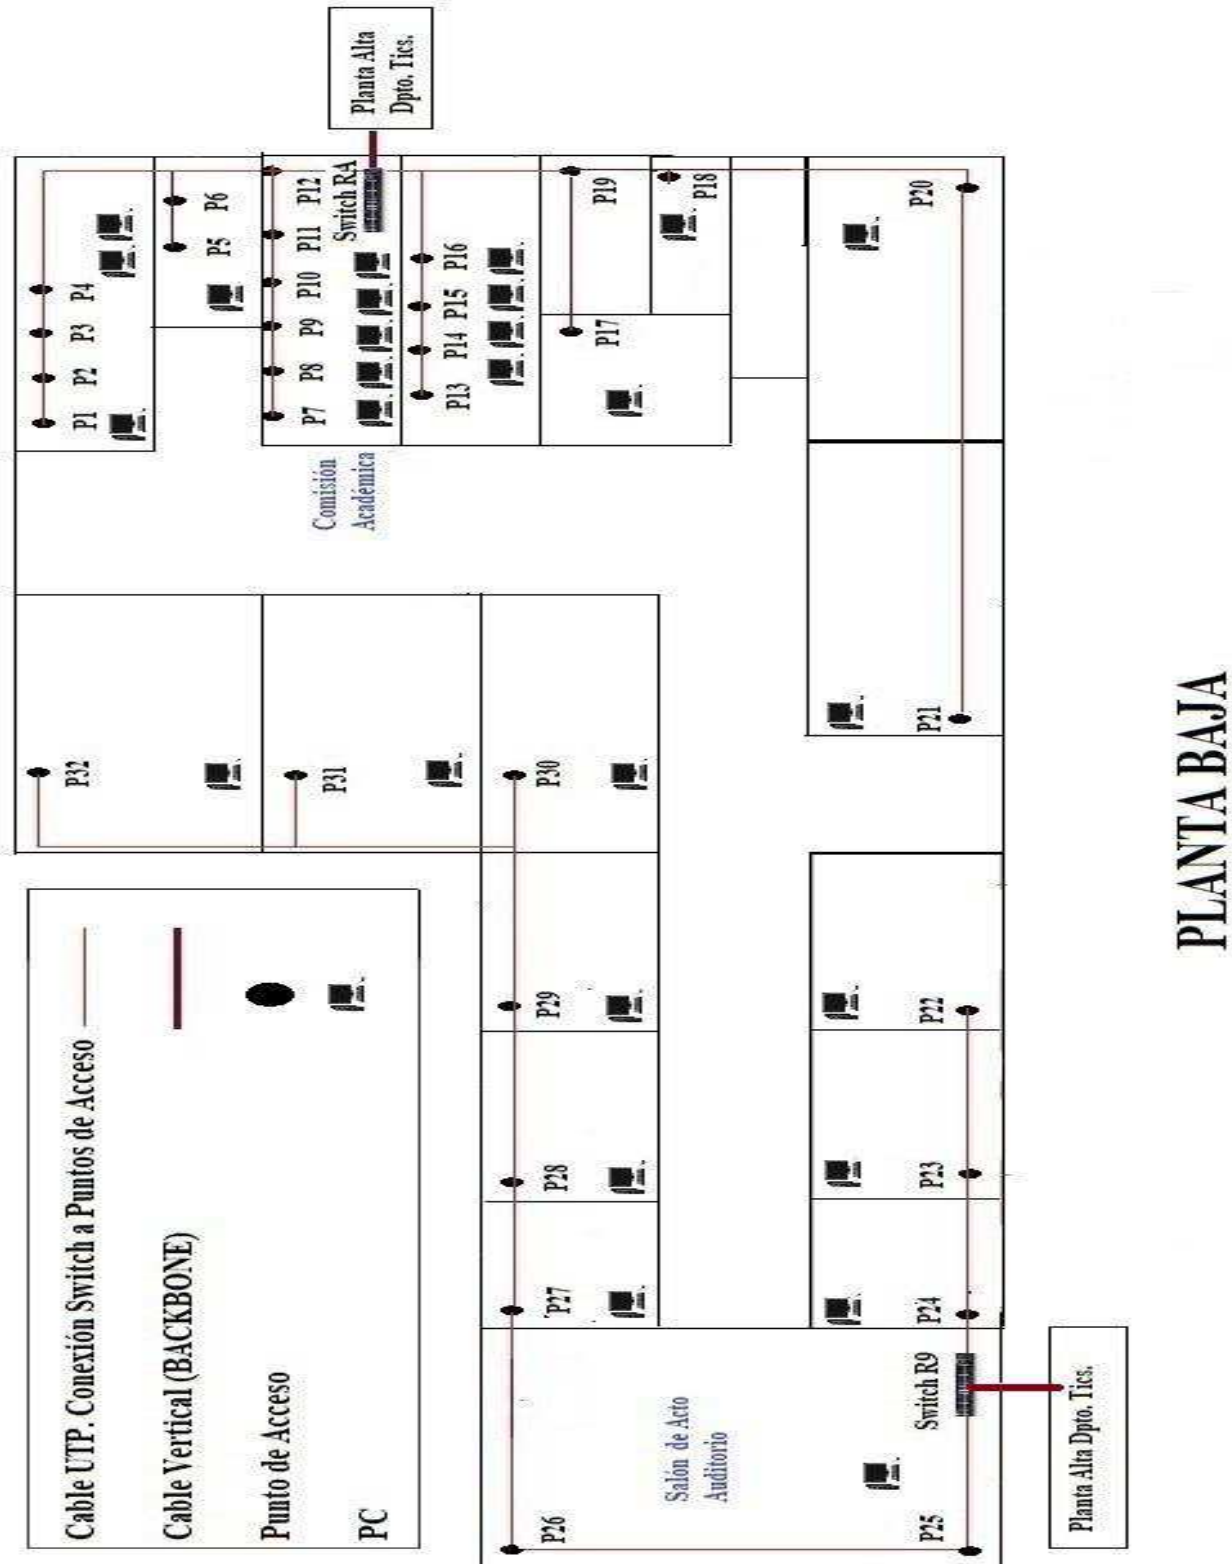 Cable UTP. Conexión Switch a Puntos de Acceso
Cable Vertical (BACKBONE)
Punto de Acceso
PC
P32
P31
P30
P29
P28
'P27
P26
Salón de Acto
Auditorio
P1
P2
P3
P4
P5
P6
P7
P8
P9
P10
P11
P12
Comisión
Académica
Switch RA
Planta Alta
Dpto. Tics.
P13
P14
P15
P16
P17
P19
P18
P20
P21
P22
P23
P24
Switch R9
P25
Planta Alta Dpto. Tics.
PLANTA BAJA